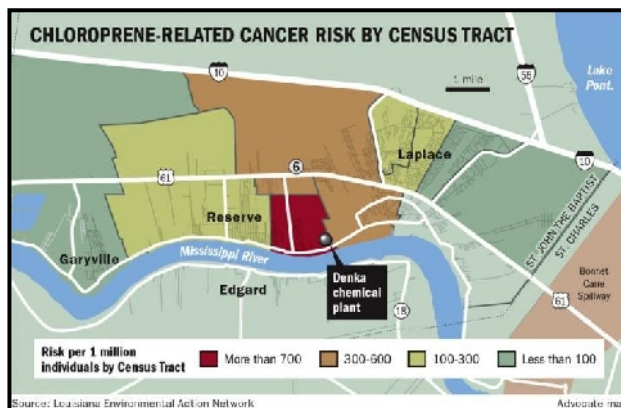 CHLOROPRENE-RELATED CANCER RISK BY CENSUS TRACT
10
1 mile
55
Lake
Pont.
6
Laplace
10
61
Reserve
ST. JOHN THE BAPTIST
ST. CHARLES
Garyville
Mississippi River
Edgard
Denka
chemical
plant
Bonnet
Carre
Spillway
18
61
Risk per 1 million
individuals by Census Tract
More than 700
300-600
100-300
Less than 100
Source: Louisiana Environmental Action Network
Advocate ma